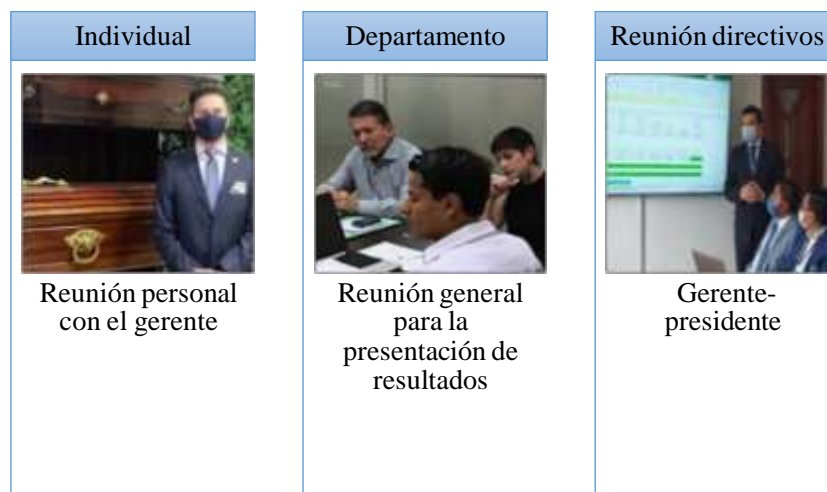 Individual
Reunión personal
con el gerente
Departamento
Reunión general
para la
presentación de
resultados
Reunión directivos
Gerente-
presidente